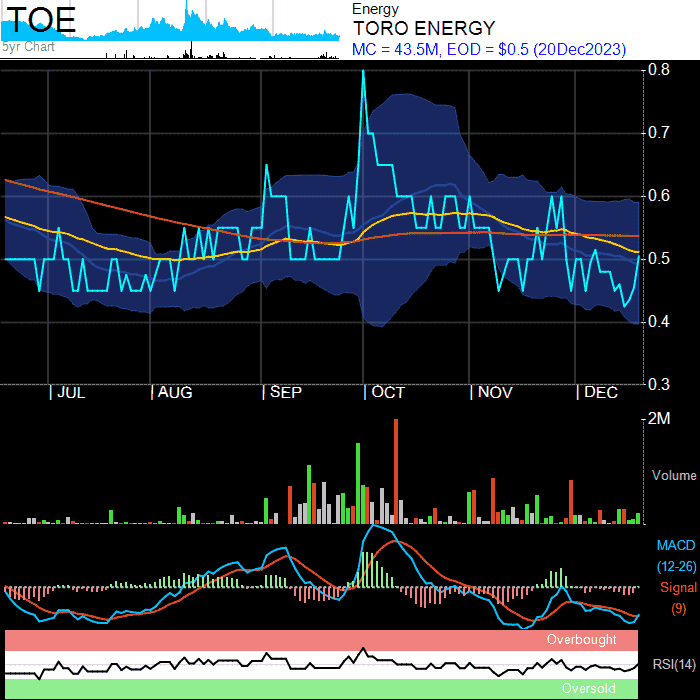 TOE
5yr Chart
Energy
TORO ENERGY
MC = 43.5M, EOD = $0.5 (20Dec2023)
0.8
0.7
0.6
0.5
0.4
0.3
| JUL | AUG | SEP | OCT | NOV | DEC
2M
Volume
MACD
(12-26)
Signal
(9)
Overbought
RSI(14)
Oversold